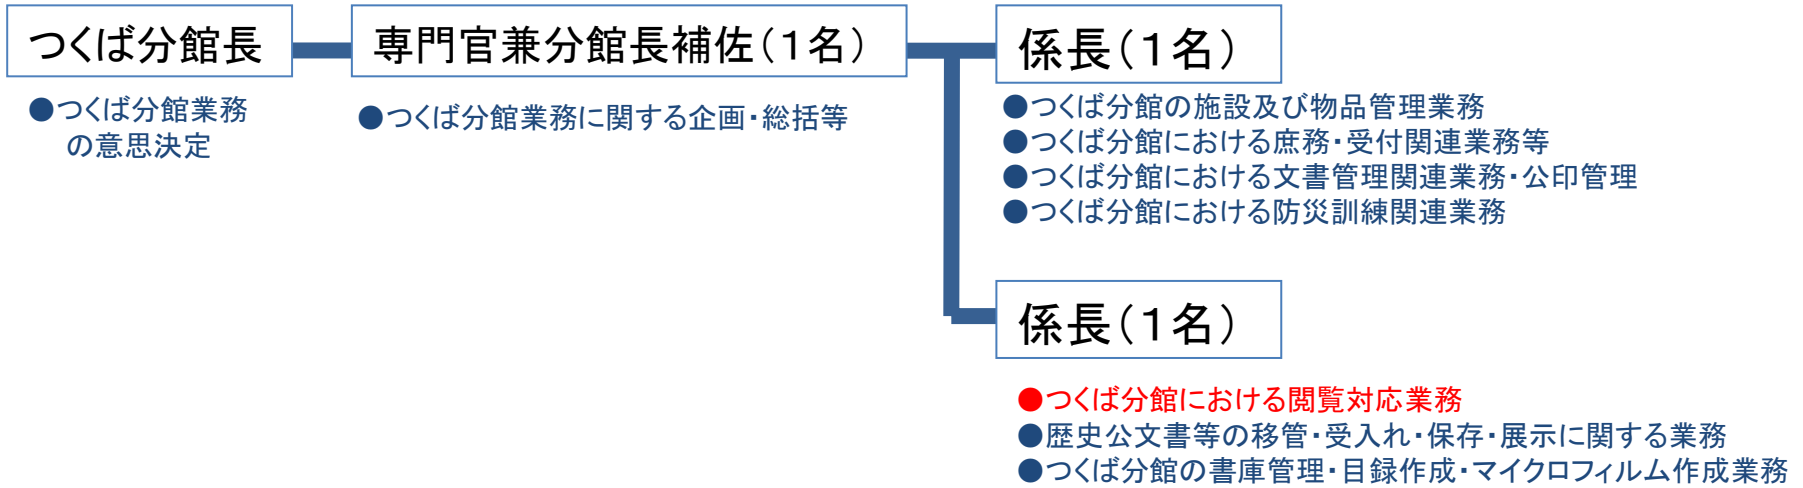 つくば分館長
●つくば分館業務
の意思決定
専門官兼分館長補佐（１名）
●つくば分館業務に関する企画・総括等
係長（１名）
●つくば分館の施設及び物品管理業務
●つくば分館における庶務・受付関連業務等
●つくば分館における文書管理関連業務・公印管理
●つくば分館における防災訓練関連業務
係長（１名）
●つくば分館における閲覧対応業務
●歴史公文書等の移管・受入れ・保存・展示に関する業務
●つくば分館の書庫管理・目録作成・マイクロフィルム作成業務